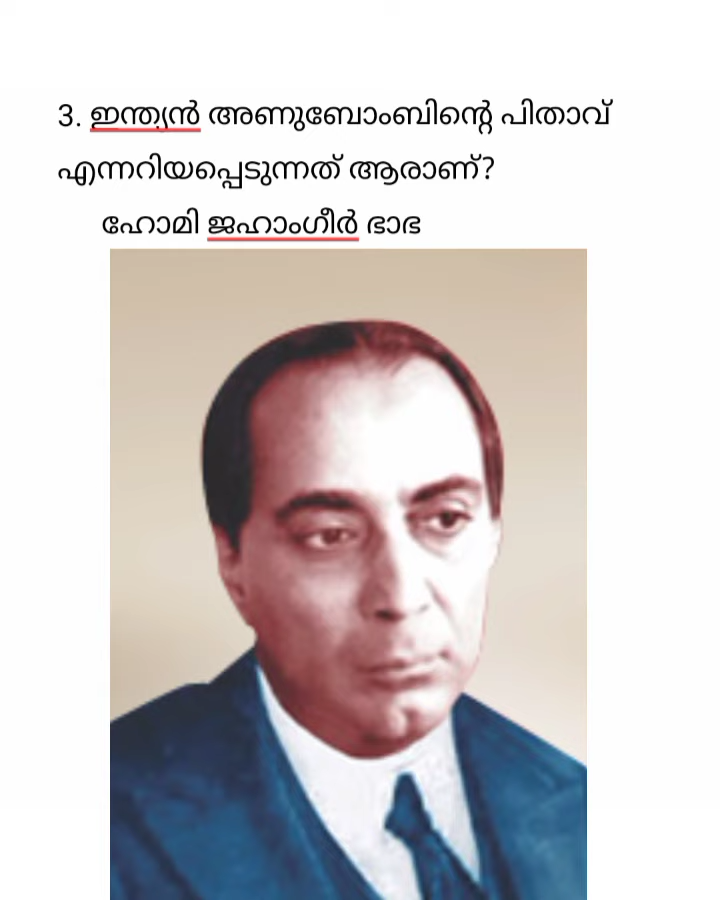 3. ഇന്ത്യൻ അണുബോംബിന്റെ പിതാവ്
എന്നറിയപ്പെടുന്നത് ആരാണ്?
ഹോമി ജഹാംഗീർ ഭാഭ